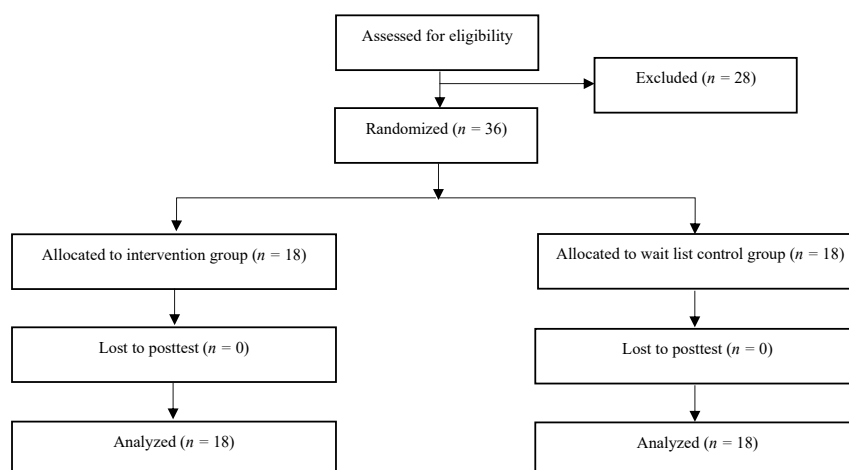 Assessed for eligibility
Excluded (n = 28)
Randomized (n = 36)
Allocated to intervention group (n = 18)
Allocated to wait list control group (n = 18)
Lost to posttest (n = 0)
Lost to posttest (n = 0)
Analyzed (n = 18)
Analyzed (n = 18)